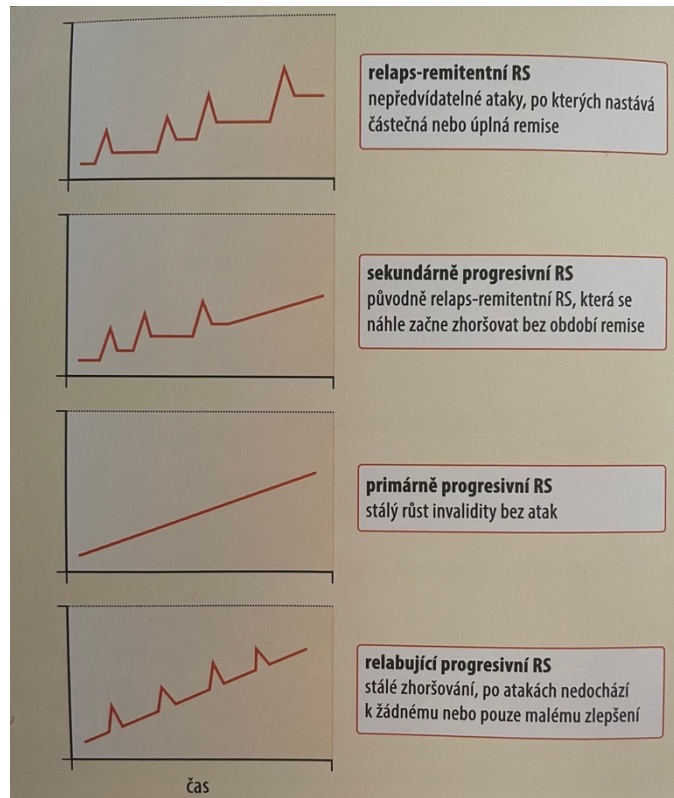 relaps-remitentní RS
nepředvídatelné ataky, po kterých nastává
částečná nebo úplná remise
sekundárně progresivní RS
původně relaps-remitentní RS, která se
náhle začne zhoršovat bez období remise
primárně progresivní RS
stálý růst invalidity bez atak
relabující progresivní RS
stálé zhoršování, po atakách nedochází
k žádnému nebo pouze malému zlepšení
čas